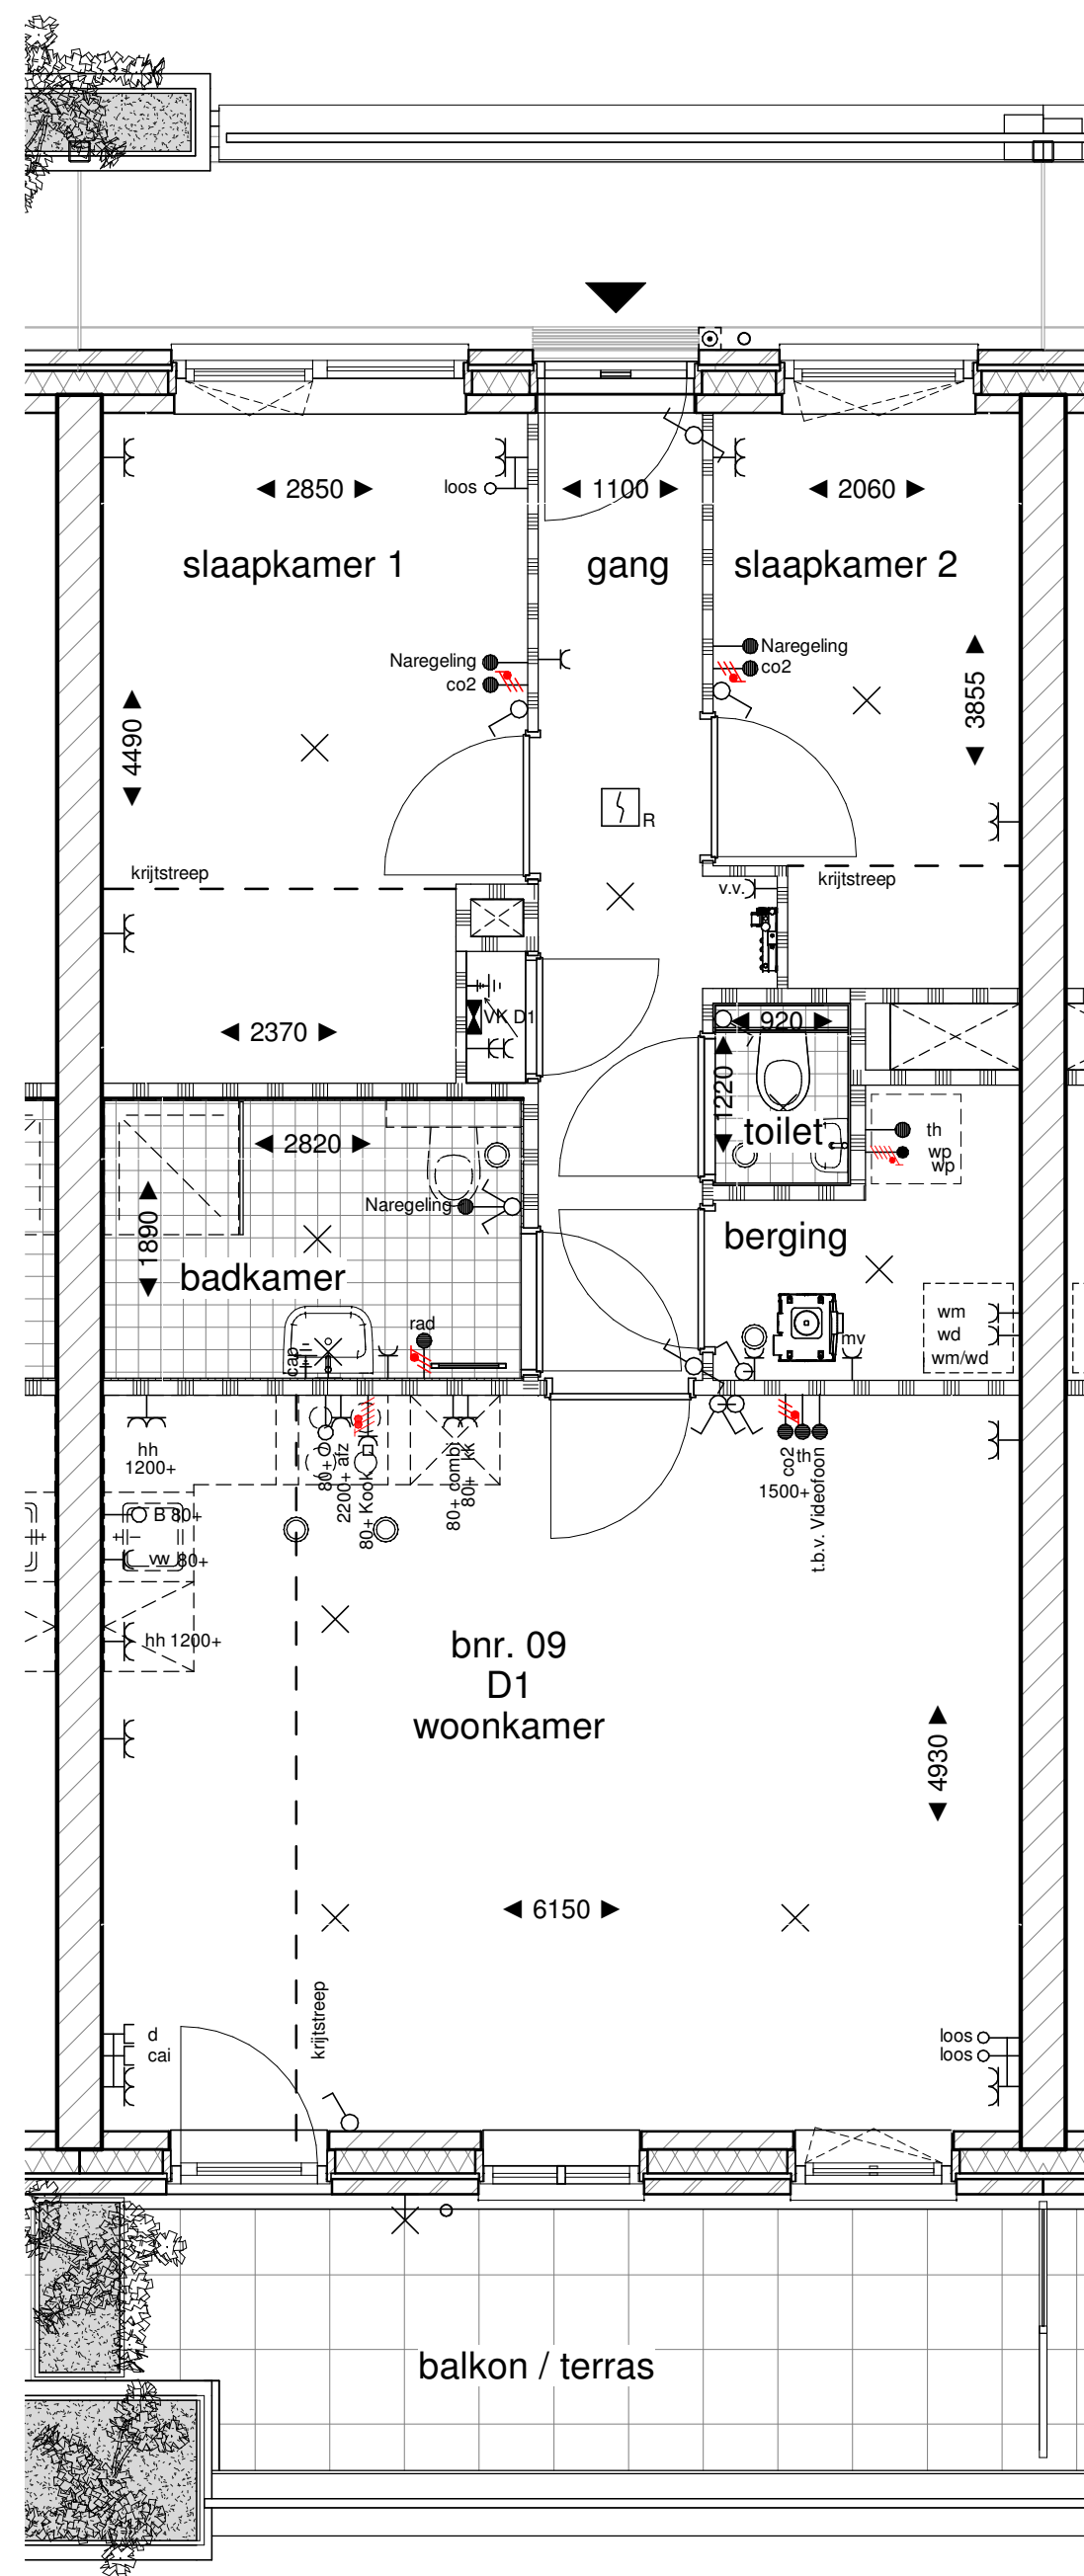 loos
2850
1100
2060
slaapkamer 1
gang
slaapkamer 2
Naregeling
co2
Naregeling
co2
4490
3855
R
krijtstreep
v.v.
krijtstreep
VK D1
2370
920
1220
toilet
th
wp
wp
2820
Naregeling
1890
badkamer
berging
wm
wd
wm/wd
mv
rad
cap
hh
1200+
80+
2200+ afz
80+ Kook
80+ combi
80+ kk
co2
th
1500+
t.b.v. Videofoon
B 80+
vw 80+
hh 1200+
bnr. 09
D1
woonkamer
4930
6150
krijtstreep
d
cai
loos
loos
balkon / terras